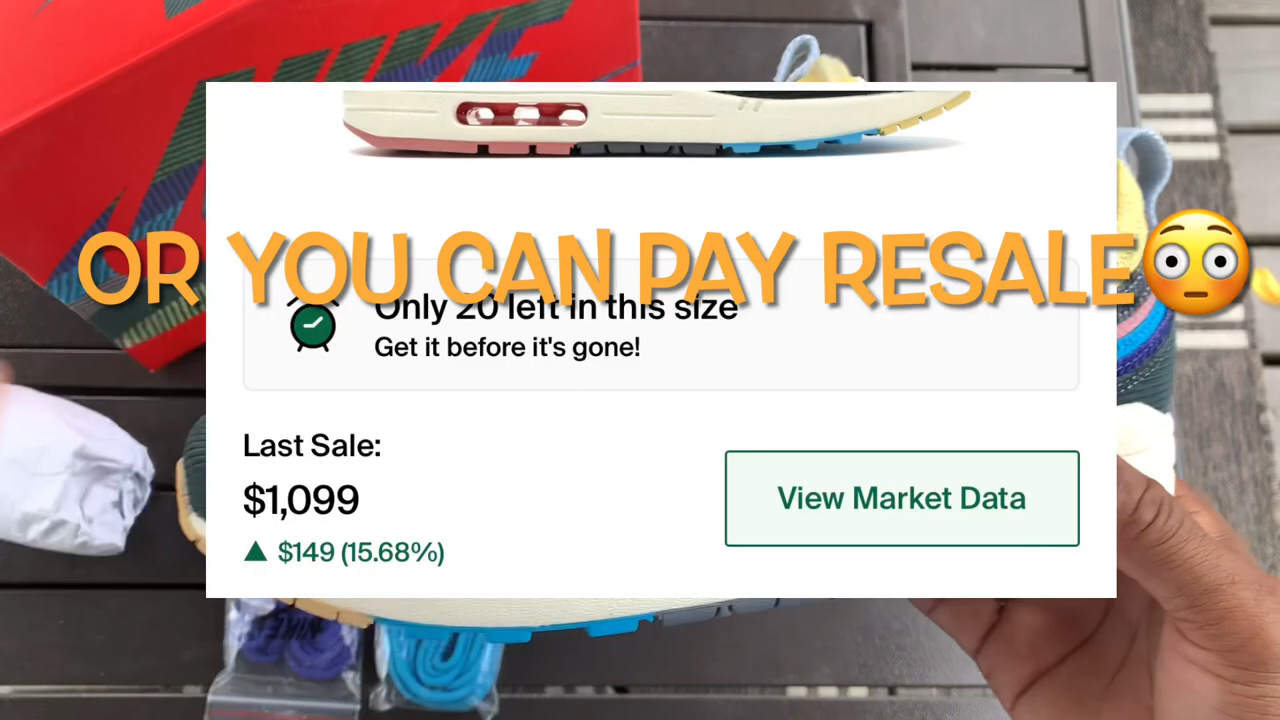 NIKE
OR YOU CAN PAY RESALE😳
Only 20 left in this size
Get it before it's gone!
Last Sale:
$1,099
View Market Data
▲ $149 (15.68%)